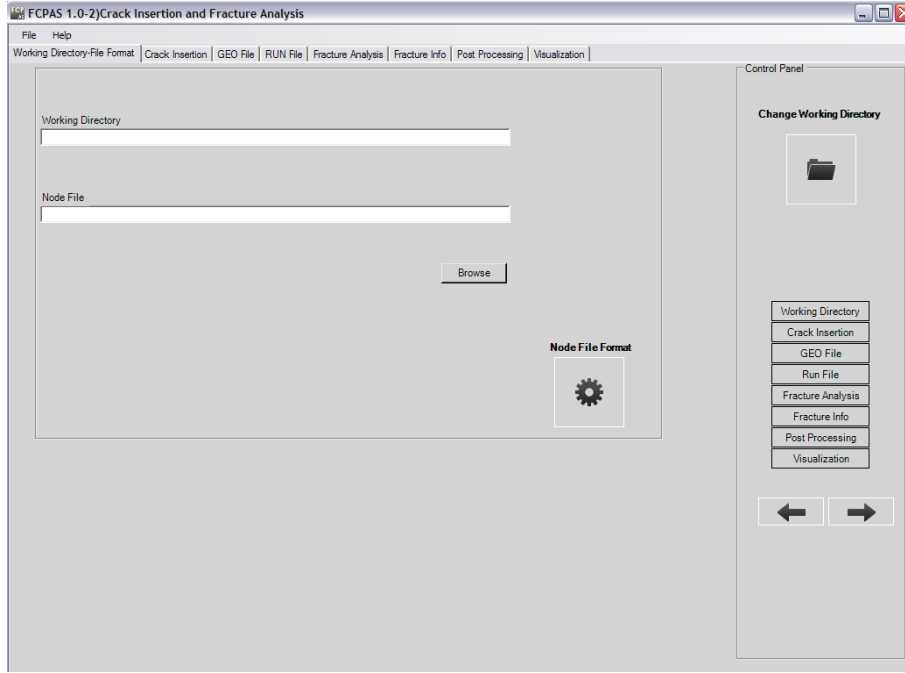 FCPAS 1.0-2)Crack Insertion and Fracture Analysis
File Help
Working Directory-File Format Crack Insertion GEO File RUN File Fracture Analysis Fracture Info Post Processing Visualization
Control Panel
Working Directory
Change Working Directory
Node File
Browse
Node File Format
Working Directory
Crack Insertion
GEO File
Run File
Fracture Analysis
Fracture Info
Post Processing
Visualization